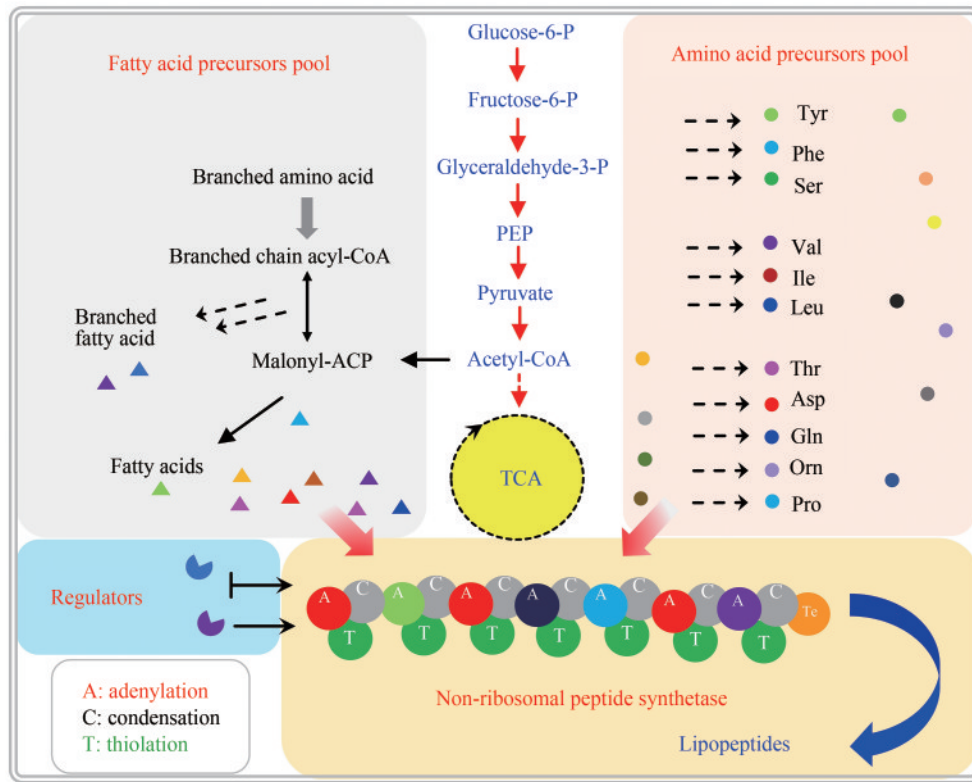 Fatty acid precursors pool
Branched amino acid
Branched chain acyl-CoA
Branched
fatty acid
Malonyl-ACP
Fatty acids
Glucose-6-P
Fructose-6-P
Glyceraldehyde-3-P
PEP
Pyruvate
Acetyl-CoA
TCA
Amino acid precursors pool
Tyr
Phe
Ser
Val
Ile
Leu
Thr
Asp
Gln
Orn
Pro
Regulators
A C A C A C A C A C A C A C Te
T T T T T T T
Non-ribosomal peptide synthetase
Lipopeptides
A: adenylation
C: condensation
T: thiolation